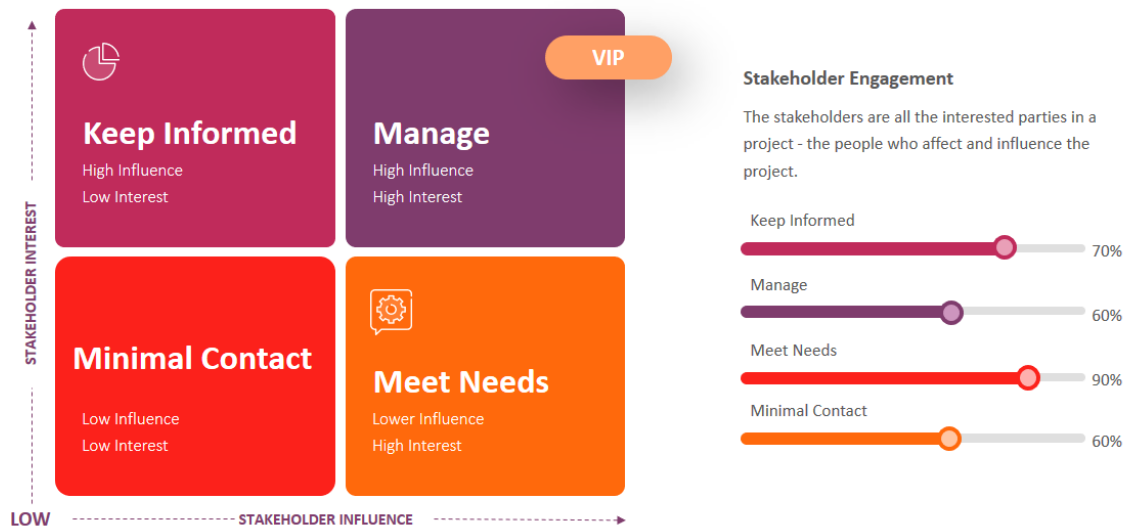 STAKEHOLDER INTEREST
Keep Informed
High Influence
Low Interest
Manage
High Influence
High Interest
VIP
Minimal Contact
Low Influence
Low Interest
Meet Needs
Lower Influence
High Interest
LOW
STAKEHOLDER INFLUENCE
Stakeholder Engagement
The stakeholders are all the interested parties in a
project - the people who affect and influence the
project.
Keep Informed
70%
Manage
60%
Meet Needs
90%
Minimal Contact
60%